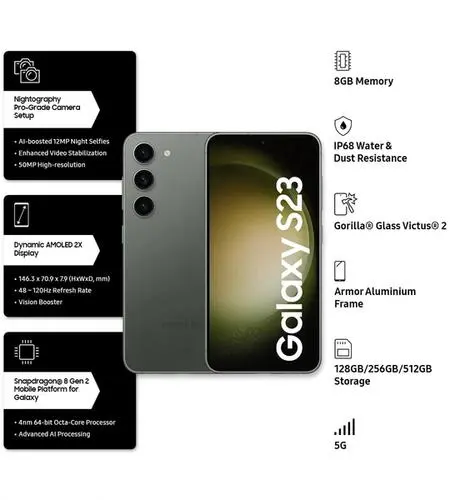 Nightography
Pro-Grade Camera
Setup
• AI-boosted 12MP Night Selfies
• Enhanced Video Stabilization
• 50MP High-resolution
Dynamic AMOLED 2X
Display
• 146.3 x 70.9 x 7.9 (HxWxD, mm)
• 48 ~ 120Hz Refresh Rate
• Vision Booster
Snapdragon® 8 Gen 2
Mobile Platform for
Galaxy
• 4nm 64-bit Octa-Core Processor
• Advanced AI Processing
Galaxy S23
8GB Memory
IP68 Water &
Dust Resistance
Gorilla® Glass Victus® 2
Armor Aluminium
Frame
128GB/256GB/512GB
Storage
5G